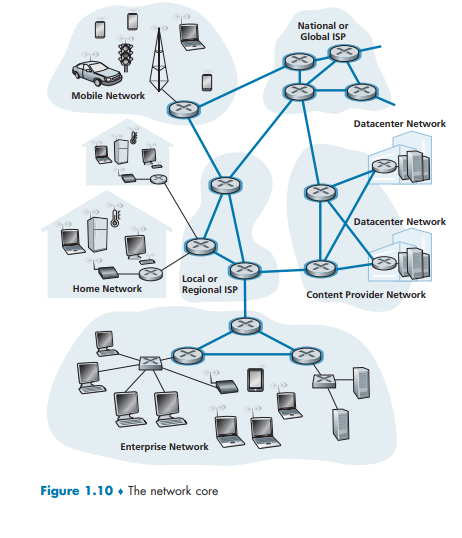 National or
Global ISP
Mobile Network
Datacenter Network
Datacenter Network
Home Network
Local or
Regional ISP
Content Provider Network
Enterprise Network
Figure 1.10 ♦ The network core